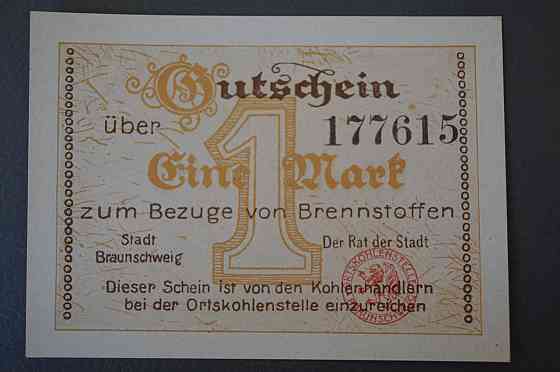 Gutschein
über 177615
Eine Mark
1
zum Bezuge von Brennstoffen
Stadt Braunschweig
Der Rat der Stadt
Dieser Schein ist von den Kohlenhändlern
bei der Ortskohlenstelle einzureichen